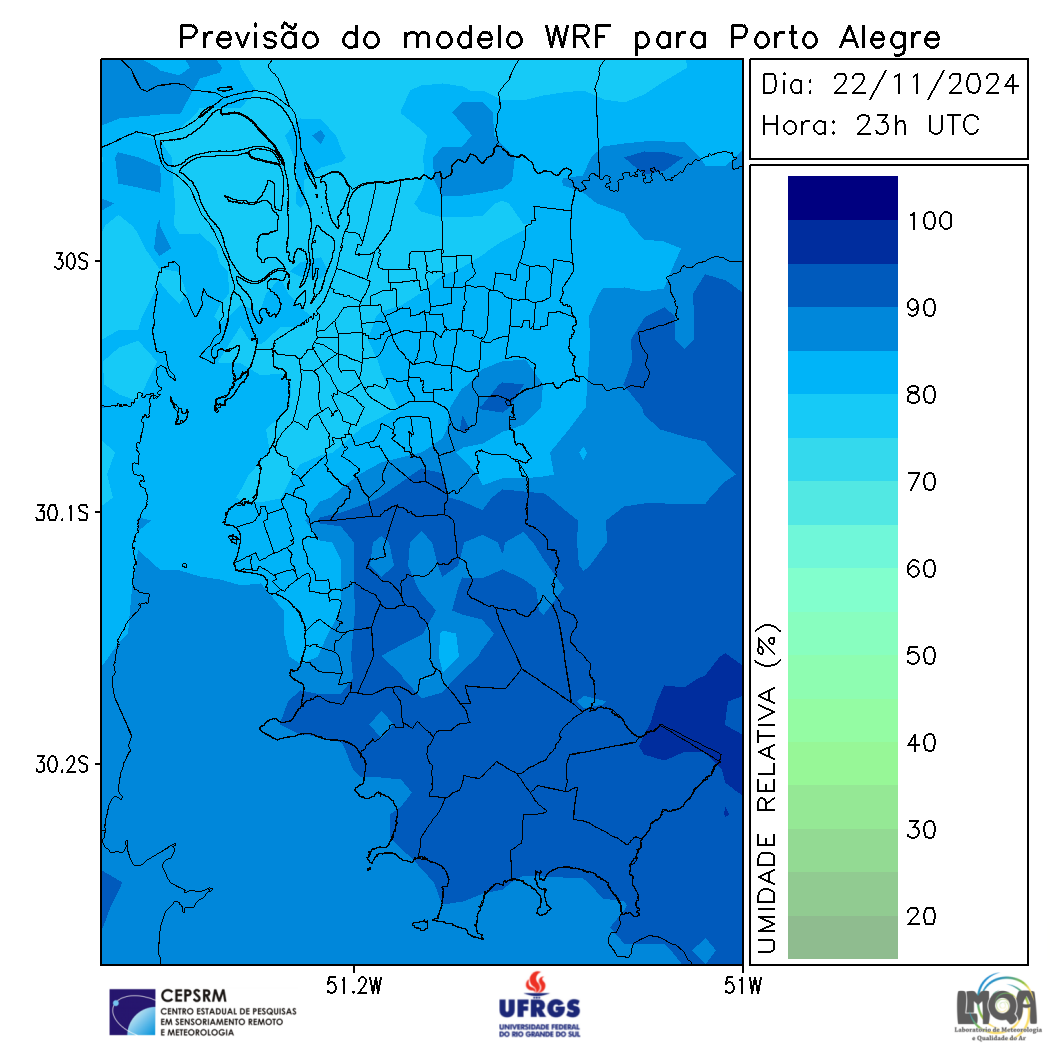 Previsão do modelo WRF para Porto Alegre
Dia: 22/11/2024
Hora: 23h UTC
30S
30.1S
30.2S
51.2W
51W
UMIDADE RELATIVA (%)
100
90
80
70
60
50
40
30
20
CEPSRM
CENTRO ESTADUAL DE PESQUISAS
EM SENSORIAMENTO REMOTO
E METEOROLOGIA
UFRGS
UNIVERSIDADE FEDERAL
DO RIO GRANDE DO SUL
LMQA
Laboratório de Meteorologia
e Qualidade do Ar